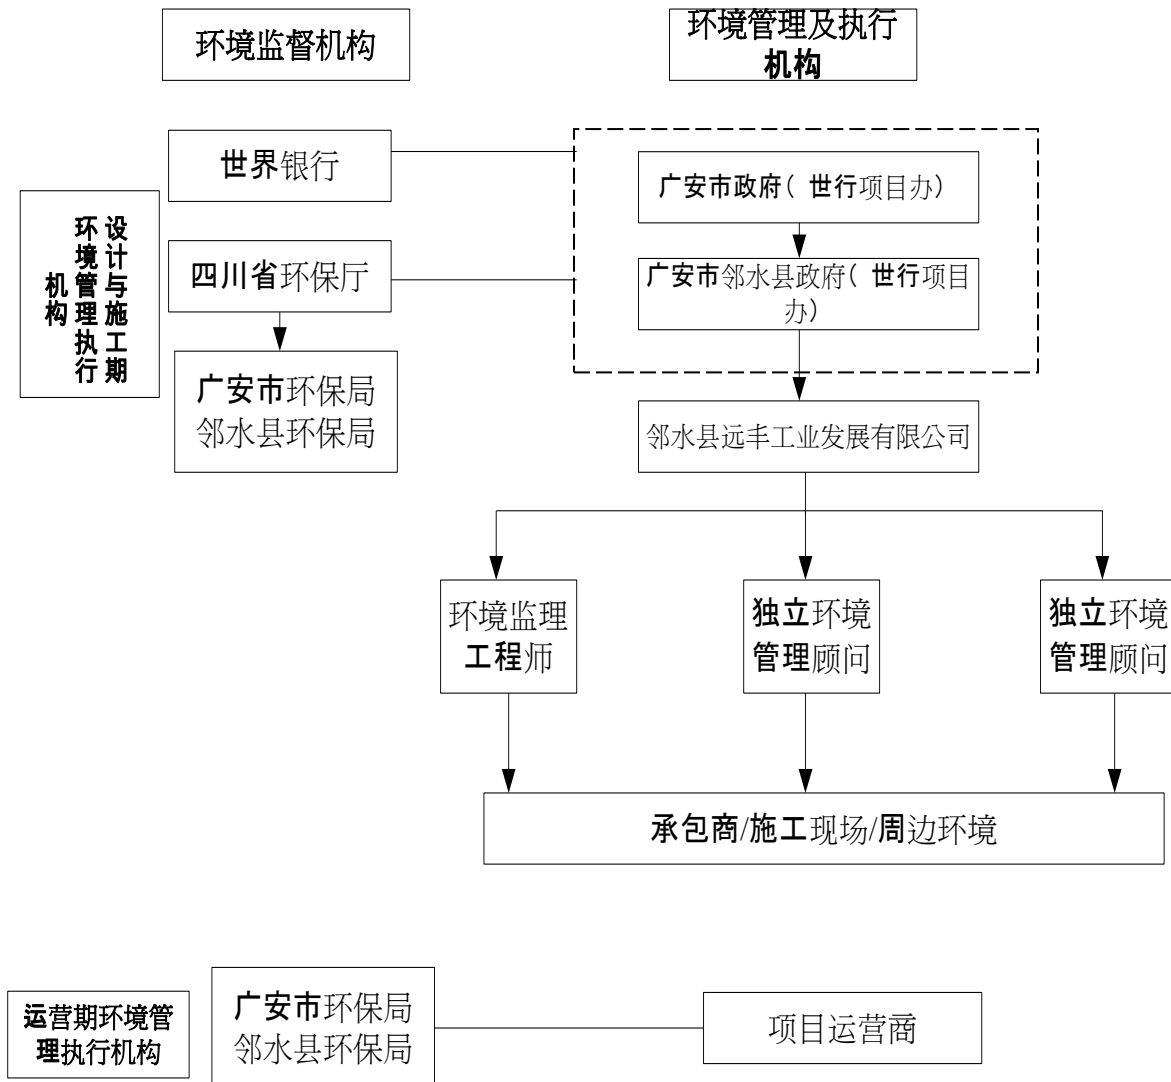 环境监督机构
环境管理及执行
机构
世界银行
广安市政府( 世行项目办)
设计与施工期
环境管理执行
机构
四川省环保厅
广安市邻水县政府( 世行项目
办)
广安市环保局
邻水县环保局
邻水县远丰工业发展有限公司
环境监理
工程师
独立环境
管理顾问
独立环境
管理顾问
承包商/施工现场/周边环境
运营期环境管
理执行机构
广安市环保局
邻水县环保局
项目运营商